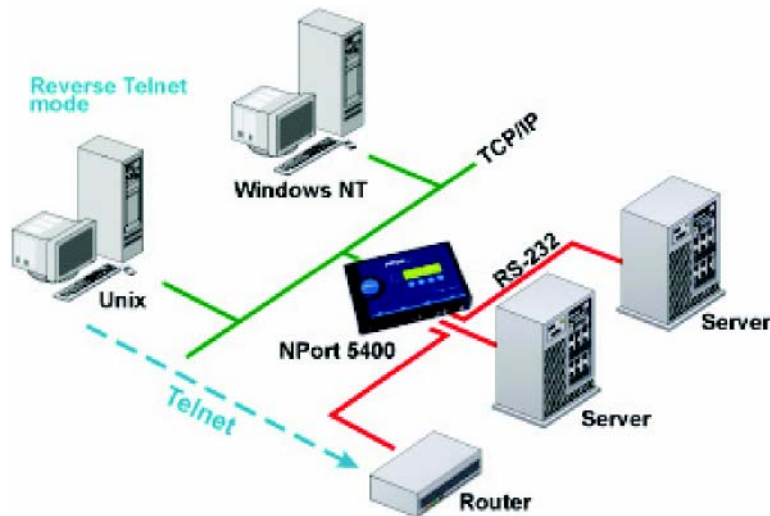 Reverse Telnet
mode
Windows NT
TCP/IP
Unix
RS-232
NPort 5400
Server
Server
Telnet
Router